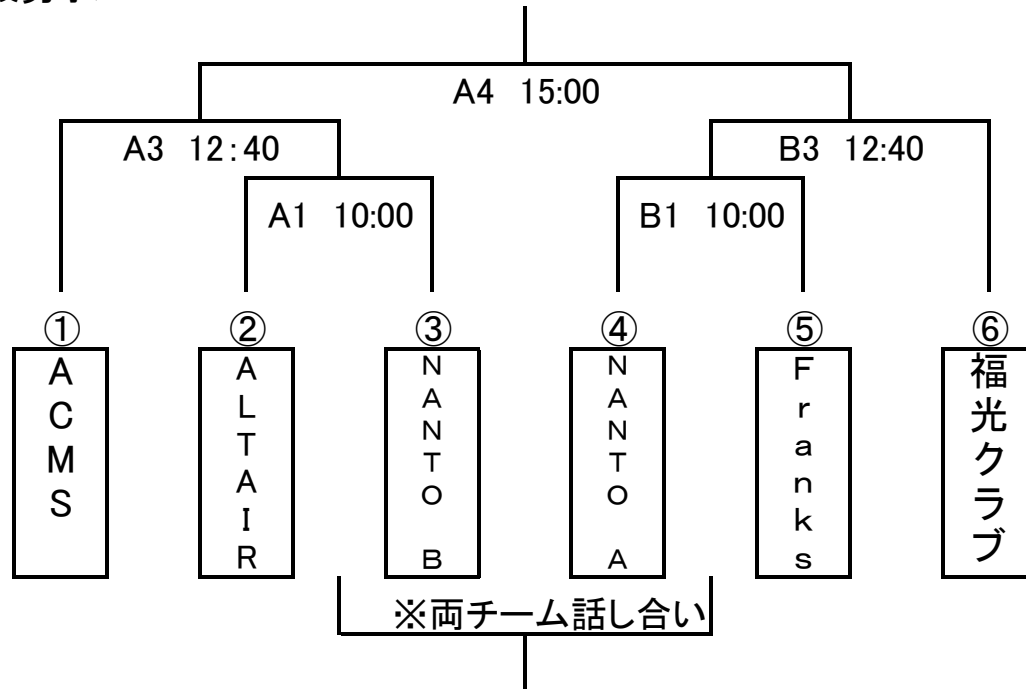 A4 15:00
A3 12:40
B3 12:40
A1 10:00
B1 10:00
① ② ③ ④ ⑤ ⑥
ACMS
ALTAIR
NANTO B
NANTO A
Franks
福光クラブ
※両チーム話し合い